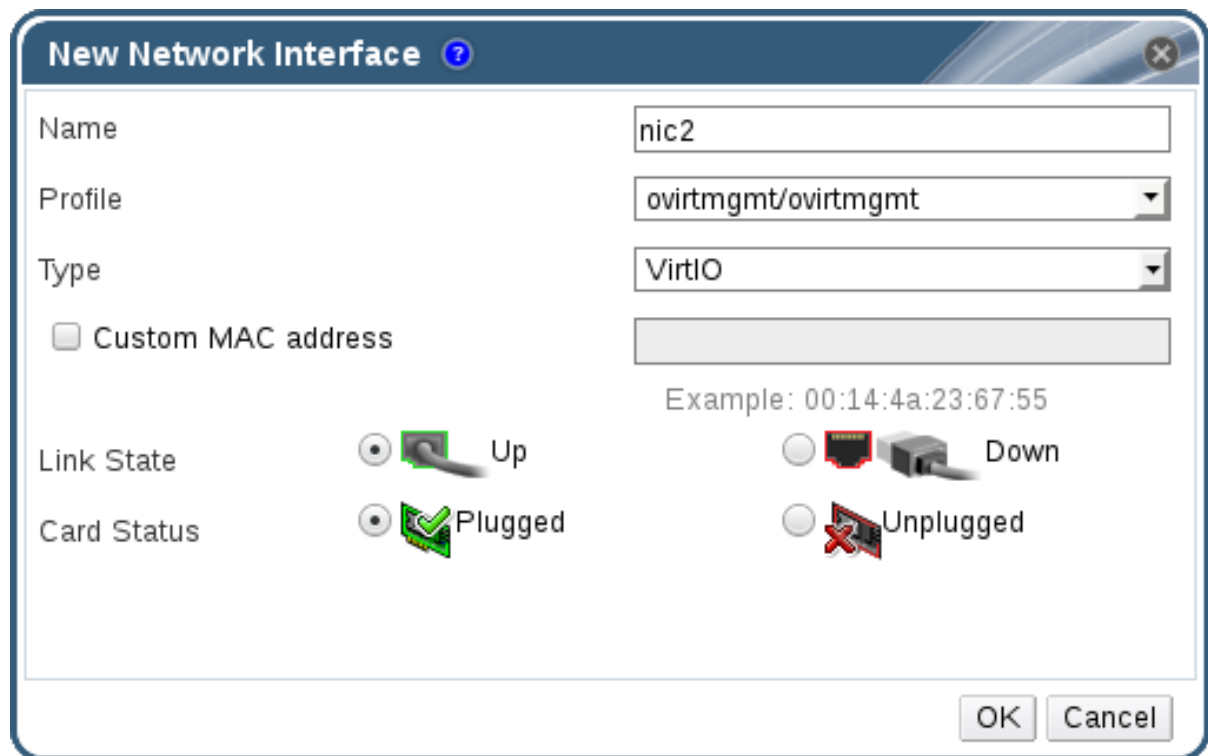 New Network Interface ?
Name
nic2
Profile
ovirtmgmt/ovirtmgmt
Type
VirtIO
Custom MAC address
Example: 00:14:4a:23:67:55
Link State Up Down
Card Status Plugged Unplugged
OK Cancel